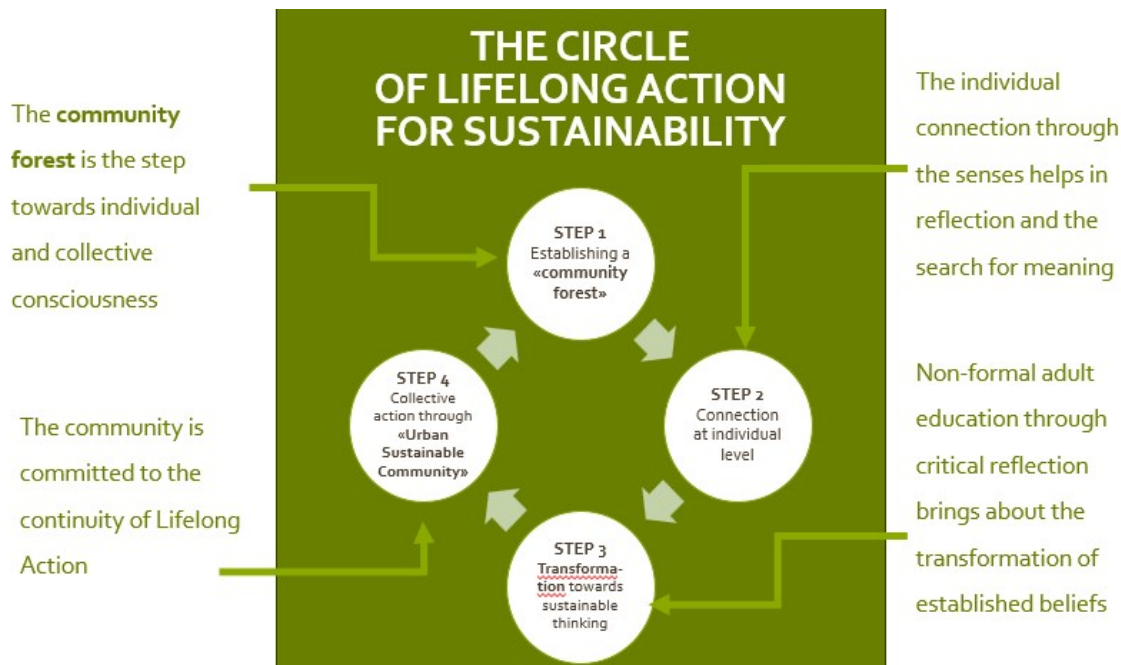 THE CIRCLE
OF LIFELONG ACTION
FOR SUSTAINABILITY
The community
forest is the step
towards individual
and collective
consciousness
The individual
connection through
the senses helps in
reflection and the
search for meaning
STEP 1
Establishing a
«community
forest»
STEP 2
Connection
at individual
level
STEP 3
Transforma-
tion towards
sustainable
thinking
STEP 4
Collective
action through
«Urban
Sustainable
Community»
Non-formal adult
education through
critical reflection
brings about the
transformation of
established beliefs
The community is
committed to the
continuity of Lifelong
Action